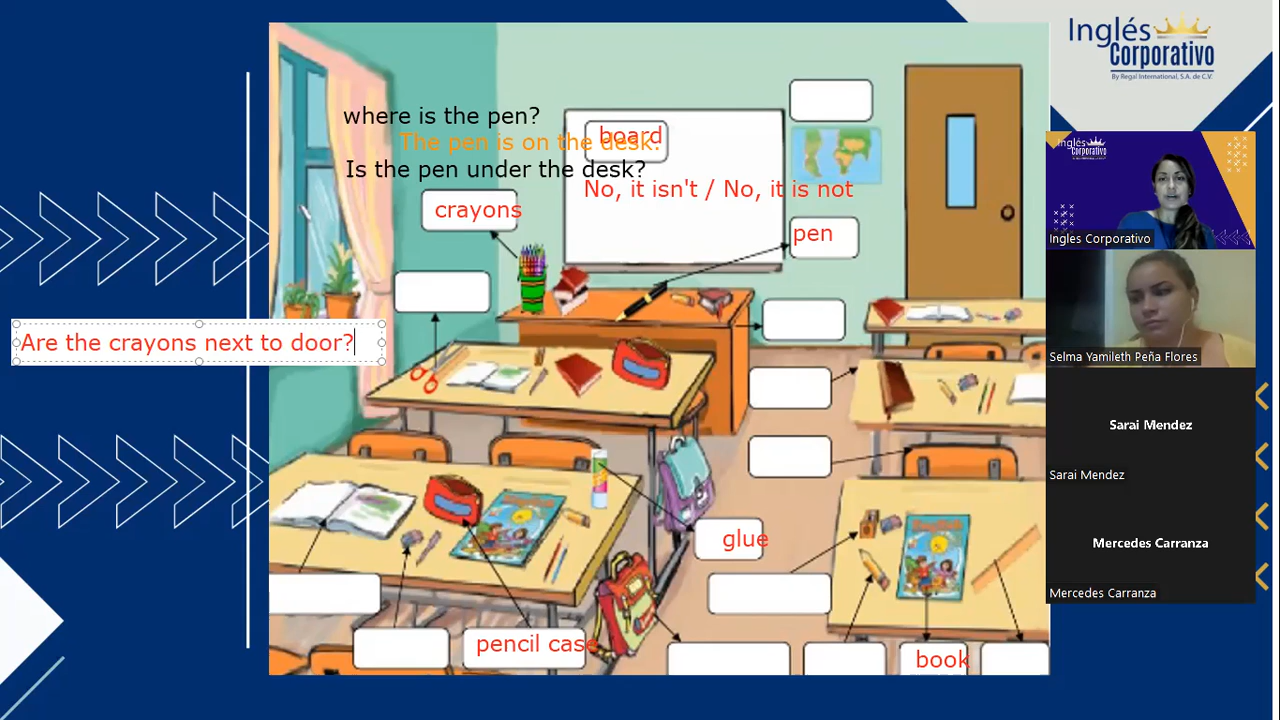 Inglés
Corporativo
By Regal International, S.A. de C.V.
where is the pen?
The pen is on the desk.
board
Is the pen under the desk?
No, it isn't / No, it is not
crayons
pen
Are the crayons next to door?
glue
pencil case
book
Ingles Corporativo
Selma Yamileth Peña Flores
Sarai Mendez
Sarai Mendez
Mercedes Carranza
Mercedes Carranza